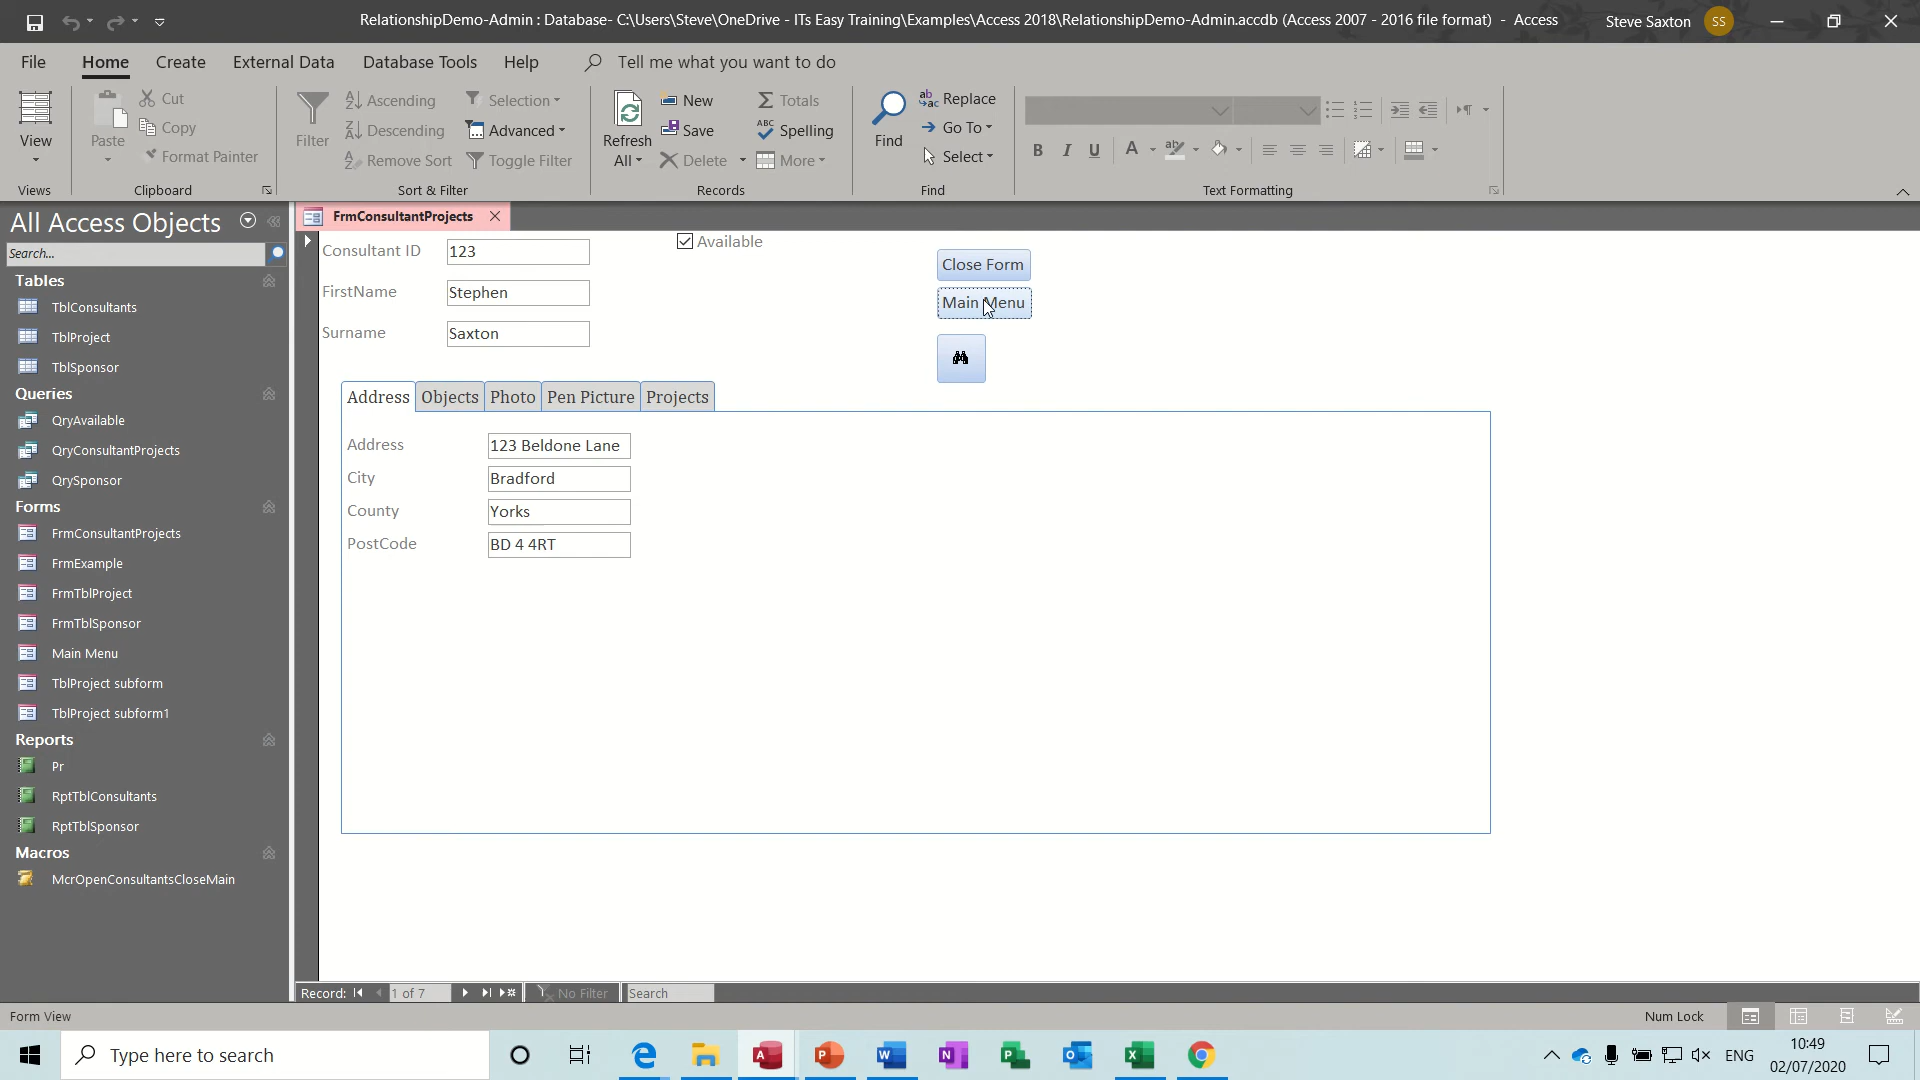 RelationshipDemo-Admin : Database- C:\Users\Steve\OneDrive - ITs Easy Training\Examples\Access 2018\RelationshipDemo-Admin.accdb (Access 2007 - 2016 file format) - Access
Steve Saxton
SS
File
Home
Create
External Data
Database Tools
Help
Tell me what you want to do
View
Views
Paste
Cut
Copy
Format Painter
Clipboard
Filter
Ascending
Descending
Remove Sort
Selection
Advanced
Toggle Filter
Sort & Filter
Refresh
All
New
Save
Delete
Totals
Spelling
More
Records
Find
Replace
Go To
Select
Find
B I U A
Text Formatting
All Access Objects
Search...
Tables
TblConsultants
TblProject
TblSponsor
Queries
QryAvailable
QryConsultantProjects
QrySponsor
Forms
FrmConsultantProjects
FrmExample
FrmTblProject
FrmTblSponsor
Main Menu
TblProject subform
TblProject subform1
Reports
Pr
RptTblConsultants
RptTblSponsor
Macros
McrOpenConsultantsCloseMain
FrmConsultantProjects
Consultant ID 123
Available
FirstName Stephen
Surname Saxton
Close Form
Main Menu
Address Objects Photo Pen Picture Projects
Address 123 Beldone Lane
City Bradford
County Yorks
PostCode BD 4 4RT
Record: 1 of 7 No Filter Search
Form View
Num Lock
Type here to search
ENG
10:49
02/07/2020